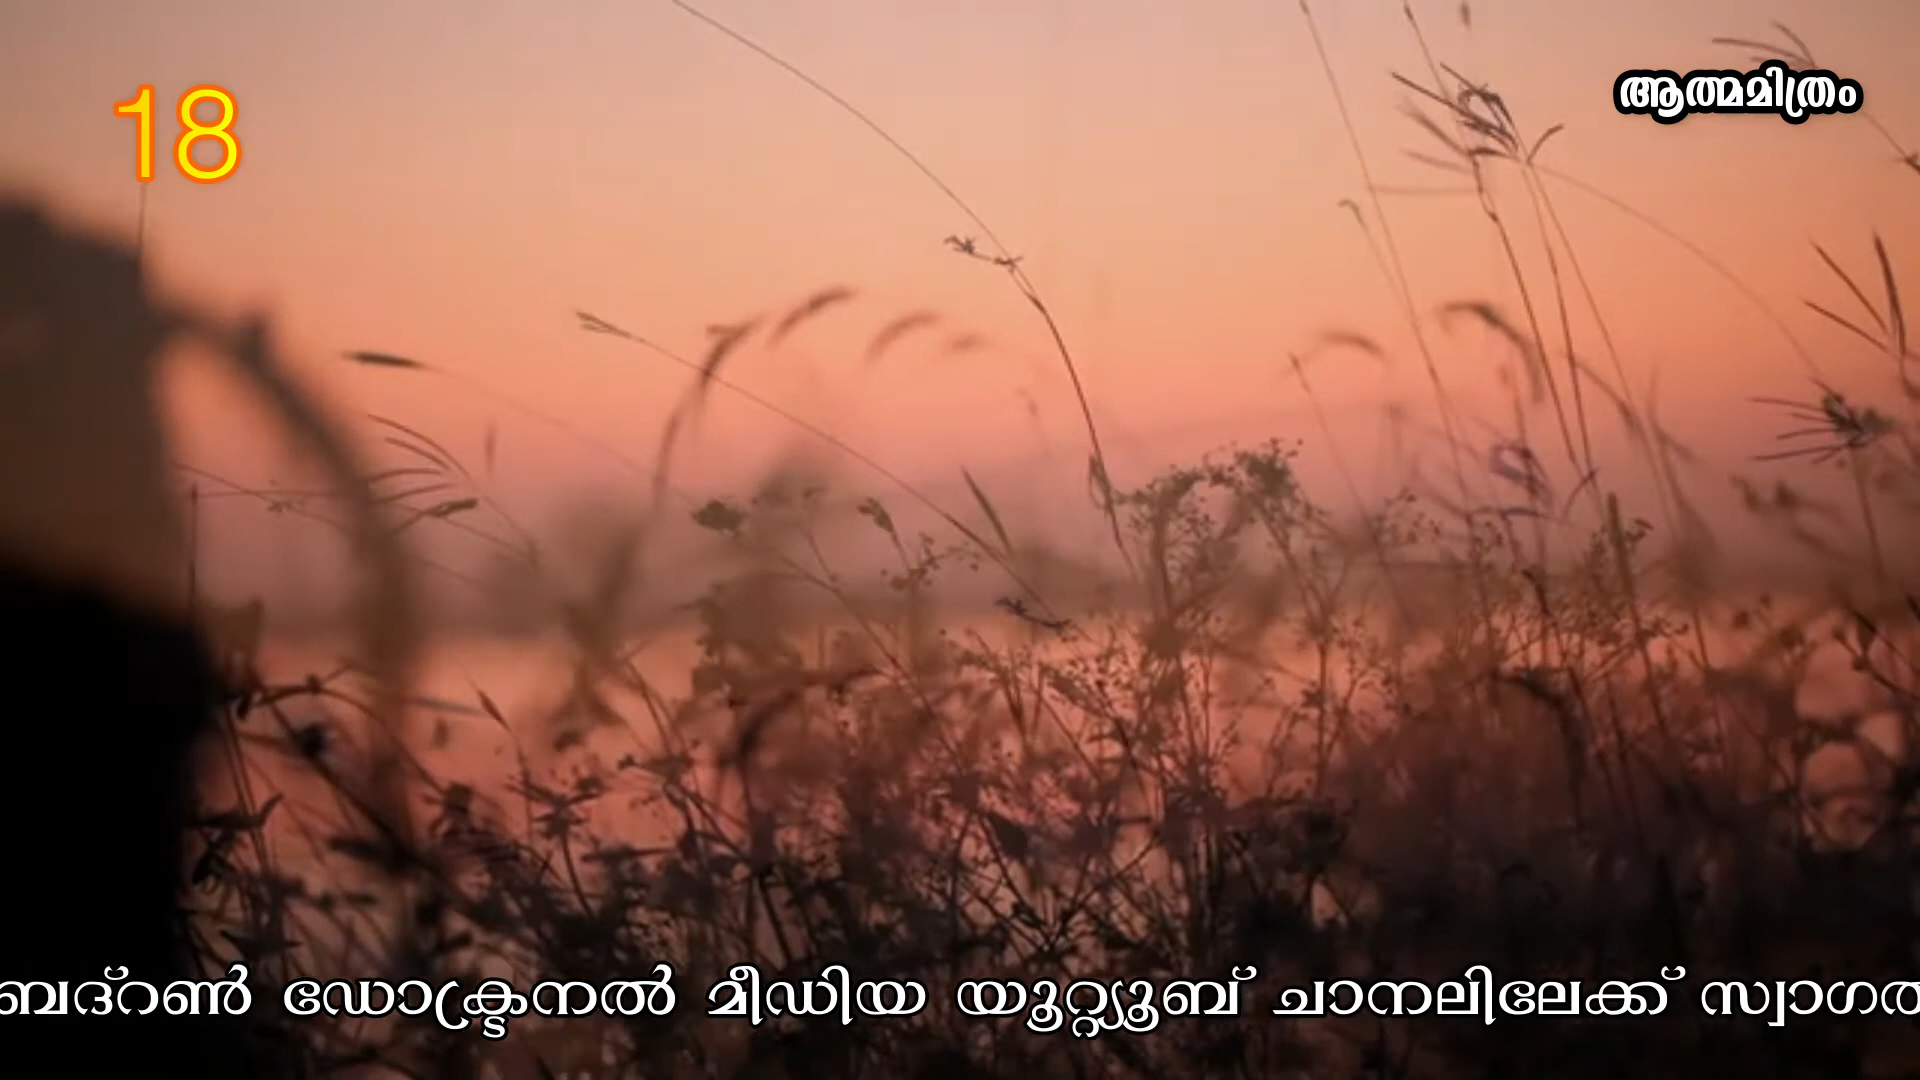 18
ആത്മമിത്രം
ബദ്റൺ ഡോക്ട്രനൽ മീഡിയ യൂറ്റ്യൂബ് ചാനലിലേക്ക് സ്വാഗത